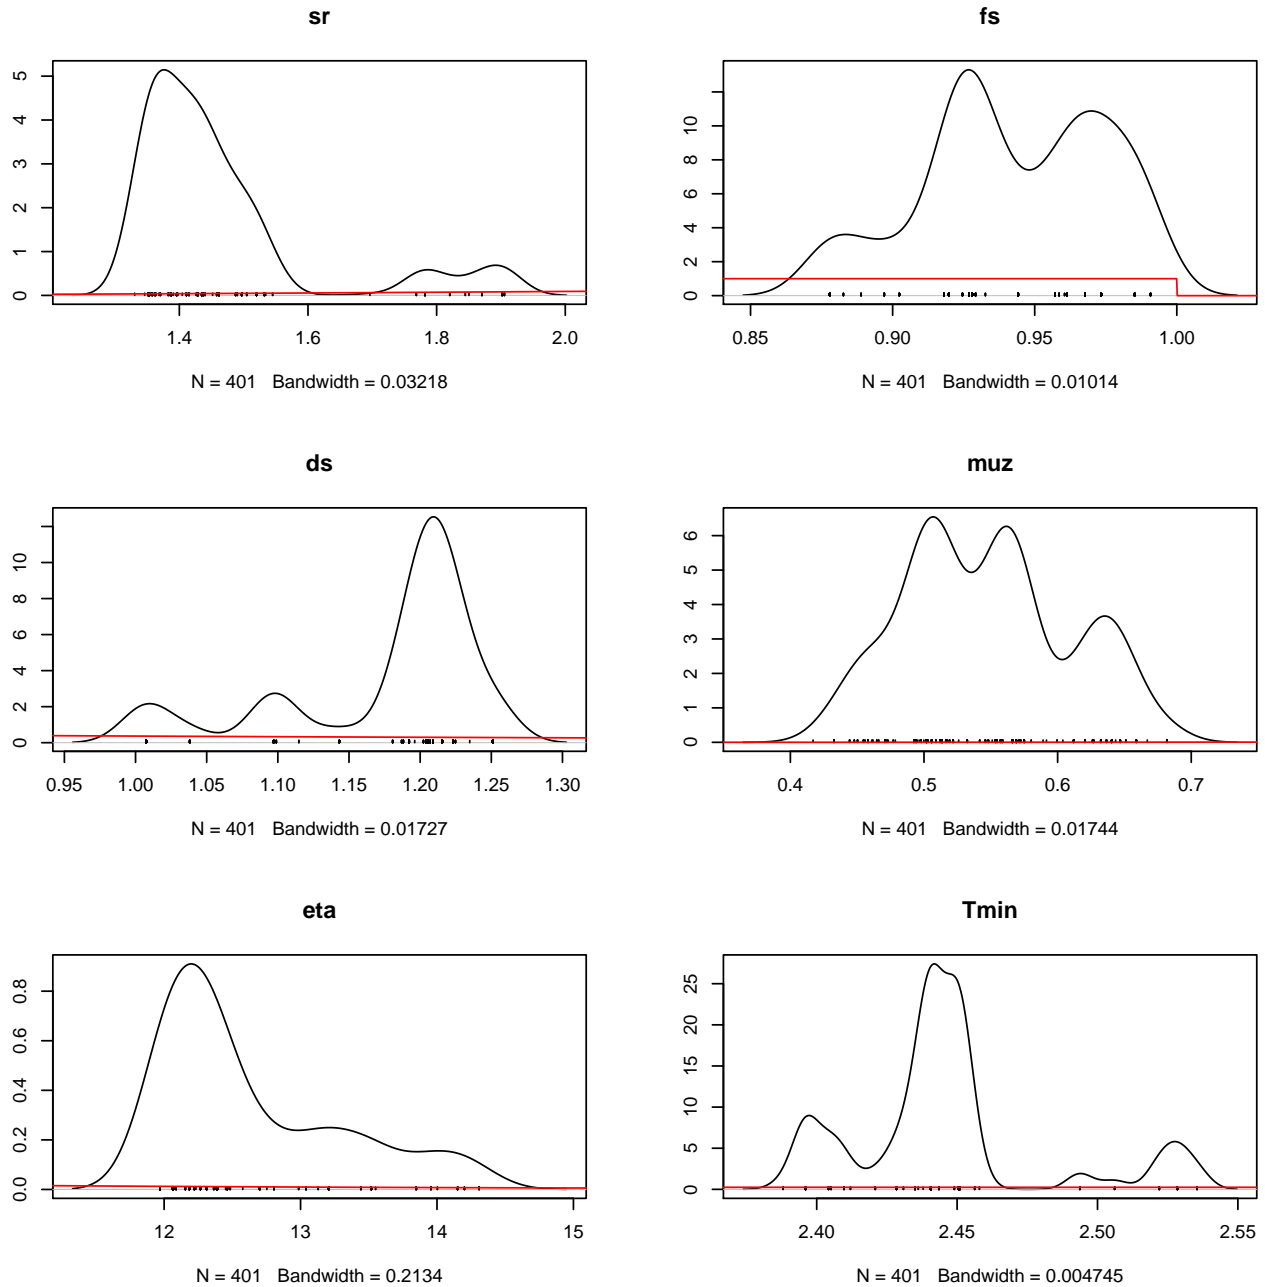 sr
5
4
3
2
1
0
1.4 1.6 1.8 2.0
N = 401 Bandwidth = 0.03218
fs
10
8
6
4
2
0
0.85 0.90 0.95 1.00
N = 401 Bandwidth = 0.01014
ds
10
8
6
4
2
0
0.95 1.00 1.05 1.10 1.15 1.20 1.25 1.30
N = 401 Bandwidth = 0.01727
muz
6
5
4
3
2
1
0
0.4 0.5 0.6 0.7
N = 401 Bandwidth = 0.01744
eta
0.8
0.6
0.4
0.2
0.0
12 13 14 15
N = 401 Bandwidth = 0.2134
Tmin
25
20
15
10
5
0
2.40 2.45 2.50 2.55
N = 401 Bandwidth = 0.004745